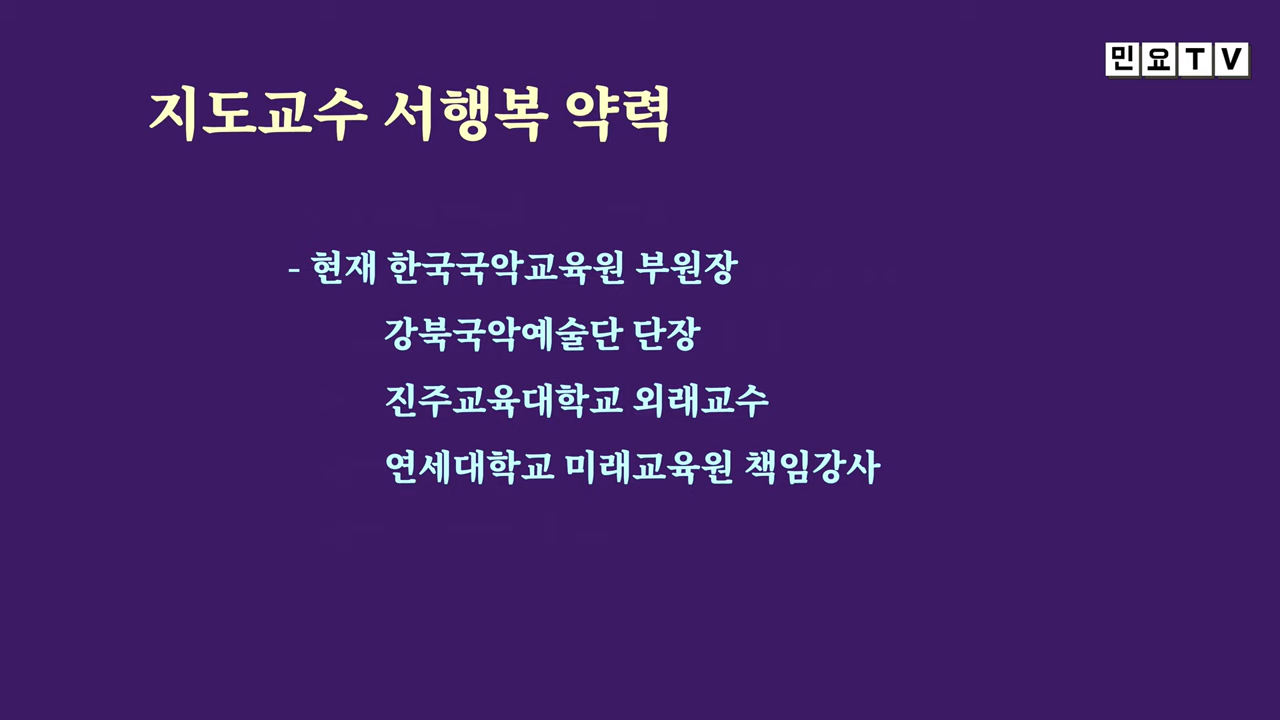 민요TV
지도교수 서행복 약력
- 현재 한국국악교육원 부원장
강북국악예술단 단장
진주교육대학교 외래교수
연세대학교 미래교육원 책임강사